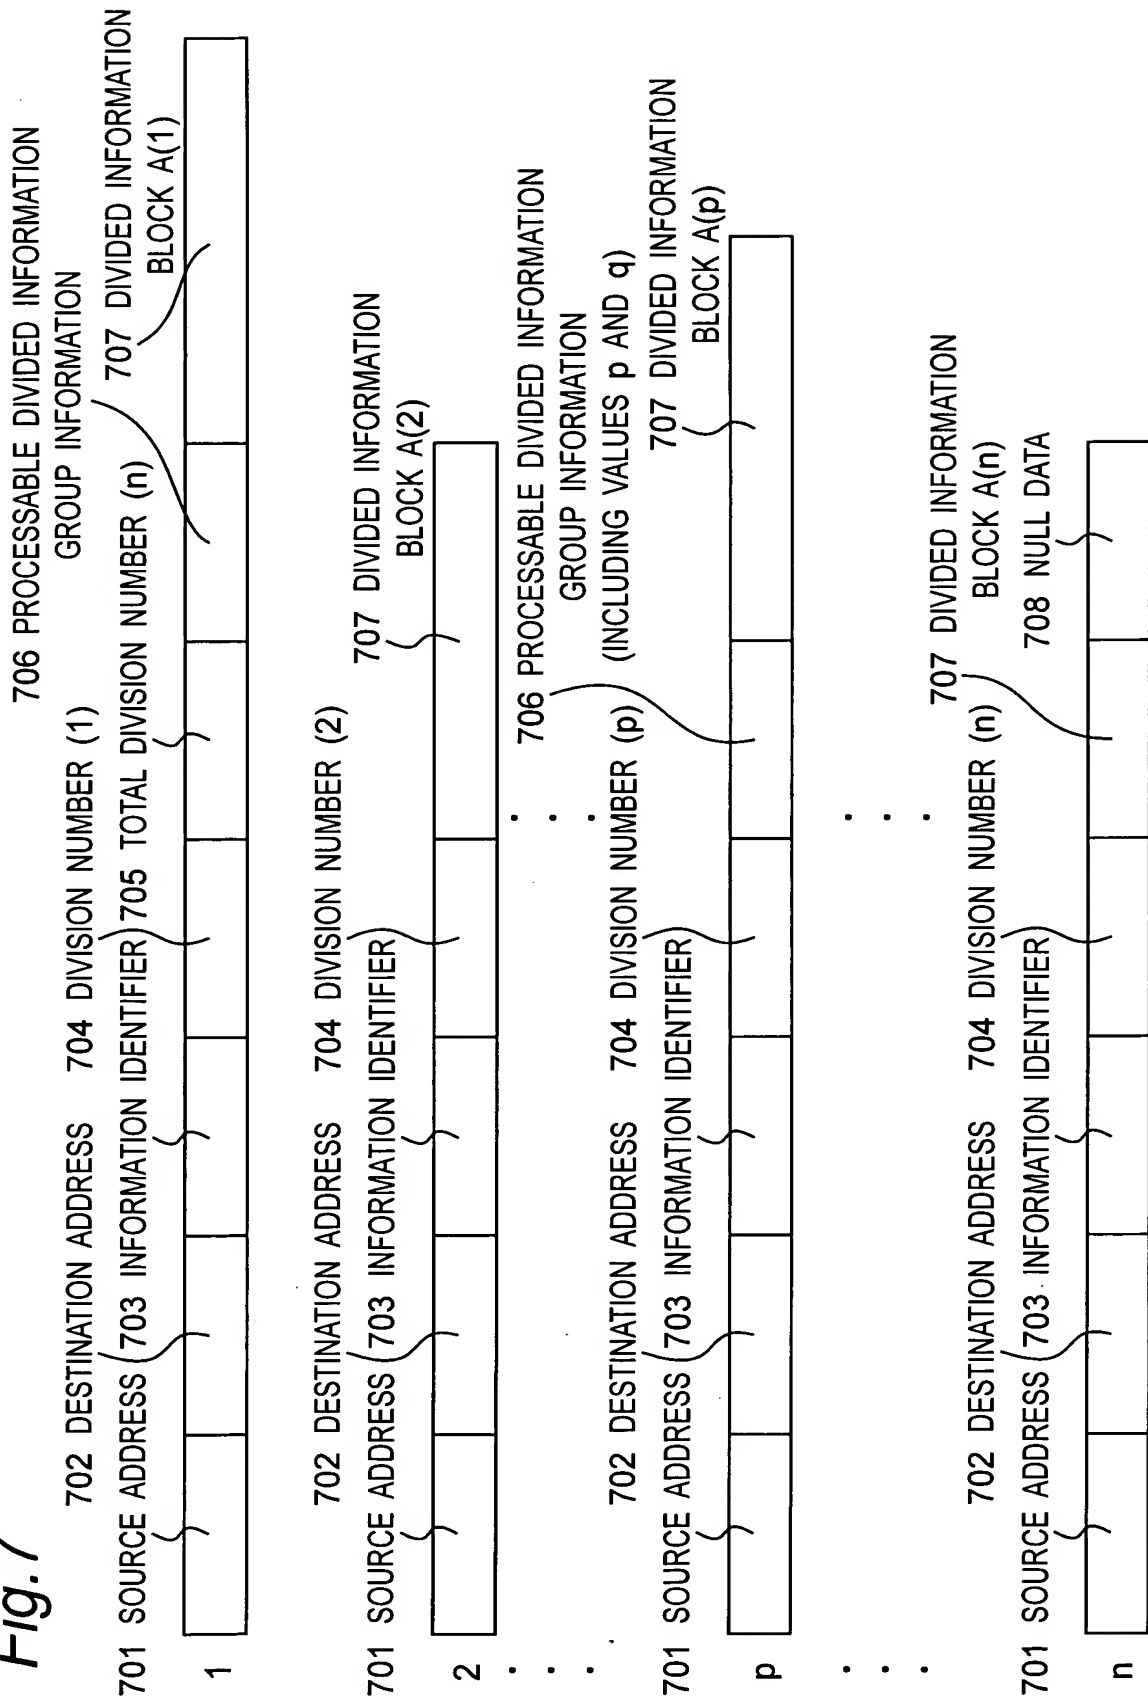 Fig.7
706 PROCESSABLE DIVIDED INFORMATION
GROUP INFORMATION
702 DESTINATION ADDRESS
704 DIVISION NUMBER (1)
707 DIVIDED INFORMATION
BLOCK A(1)
701 SOURCE ADDRESS
703 INFORMATION IDENTIFIER
705 TOTAL DIVISION NUMBER (n)
1
702 DESTINATION ADDRESS
704 DIVISION NUMBER (2)
707 DIVIDED INFORMATION
BLOCK A(2)
701 SOURCE ADDRESS
703 INFORMATION IDENTIFIER
2
706 PROCESSABLE DIVIDED INFORMATION
GROUP INFORMATION
(INCLUDING VALUES p AND q)
702 DESTINATION ADDRESS
704 DIVISION NUMBER (p)
707 DIVIDED INFORMATION
BLOCK A(p)
701 SOURCE ADDRESS
703 INFORMATION IDENTIFIER
p
707 DIVIDED INFORMATION
BLOCK A(n)
702 DESTINATION ADDRESS
704 DIVISION NUMBER (n)
708 NULL DATA
701 SOURCE ADDRESS
703 INFORMATION IDENTIFIER
n